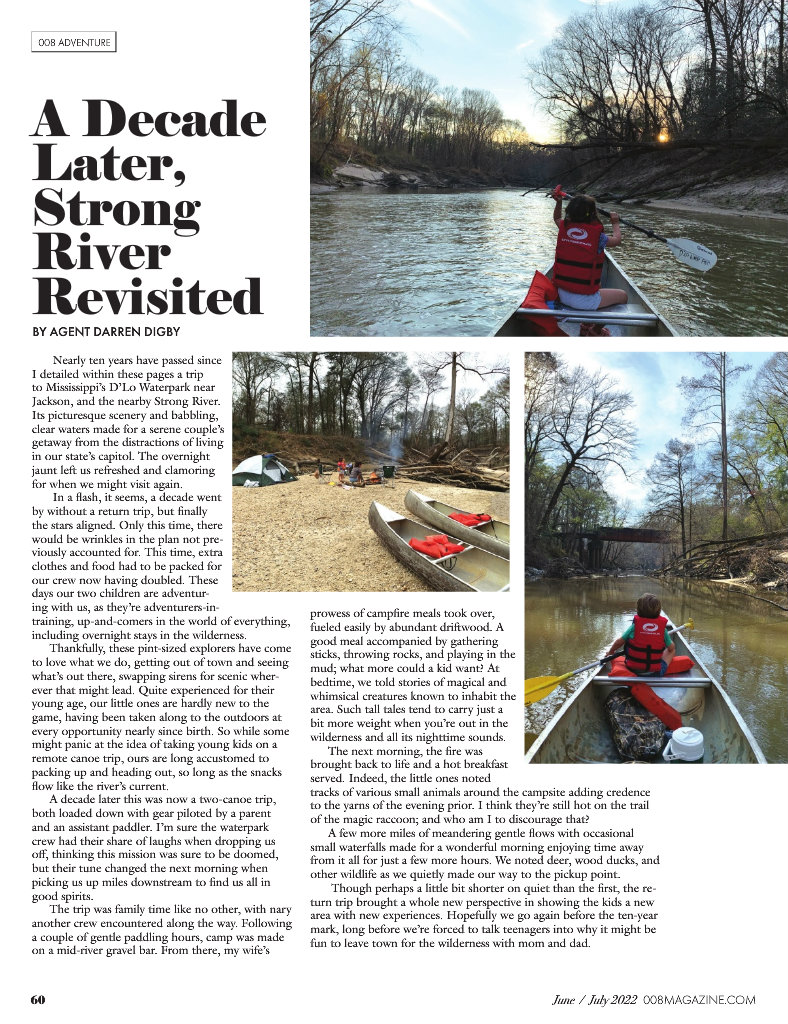 008 ADVENTURE
A Decade
Later,
Strong
River
Revisited
BY AGENT DARREN DIGBY
Nearly ten years have passed since
I detailed within these pages a trip
to Mississippi's D'Lo Waterpark near
Jackson, and the nearby Strong River.
Its picturesque scenery and babbling,
clear waters made for a serene couple's
getaway from the distractions of living
in our state's capitol. The overnight
jaunt left us refreshed and clamoring
for when we might visit again.
In a flash, it seems, a decade went
by without a return trip, but finally
the stars aligned. Only this time, there
would be wrinkles in the plan not pre-
viously accounted for. This time, extra
clothes and food had to be packed for
our crew now having doubled. These
days our two children are adventur-
ing with us, as they're adventurers-in-
training, up-and-comers in the world of everything,
including overnight stays in the wilderness.
Thankfully, these pint-sized explorers have come
to love what we do, getting out of town and seeing
what's out there, swapping sirens for scenic wher-
ever that might lead. Quite experienced for their
young age, our little ones are hardly new to the
game, having been taken along to the outdoors at
every opportunity nearly since birth. So while some
might panic at the idea of taking young kids on a
remote canoe trip, ours are long accustomed to
packing up and heading out, so long as the snacks
flow like the river's current.
A decade later this was now a two-canoe trip,
both loaded down with gear piloted by a parent
and an assistant paddler. I'm sure the waterpark
crew had their share of laughs when dropping us
off, thinking this mission was sure to be doomed,
but their tune changed the next morning when
picking us up miles downstream to find us all in
good spirits.
The trip was family time like no other, with nary
another crew encountered along the way. Following
a couple of gentle paddling hours, camp was made
on a mid-river gravel bar. From there, my wife's
prowess of campfire meals took over,
fueled easily by abundant driftwood. A
good meal accompanied by gathering
sticks, throwing rocks, and playing in the
mud; what more could a kid want? At
bedtime, we told stories of magical and
whimsical creatures known to inhabit the
area. Such tall tales tend to carry just a
bit more weight when you're out in the
wilderness and all its nighttime sounds.
The next morning, the fire was
brought back to life and a hot breakfast
served. Indeed, the little ones noted
tracks of various small animals around the campsite adding credence
to the yarns of the evening prior. I think they're still hot on the trail
of the magic raccoon; and who am I to discourage that?
A few more miles of meandering gentle flows with occasional
small waterfalls made for a wonderful morning enjoying time away
from it all for just a few more hours. We noted deer, wood ducks, and
other wildlife as we quietly made our way to the pickup point.
Though perhaps a little bit shorter on quiet than the first, the re-
turn trip brought a whole new perspective in showing the kids a new
area with new experiences. Hopefully we go again before the ten-year
mark, long before we're forced to talk teenagers into why it might be
fun to leave town for the wilderness with mom and dad.
60
June / July 2022 008MAGAZINE.COM